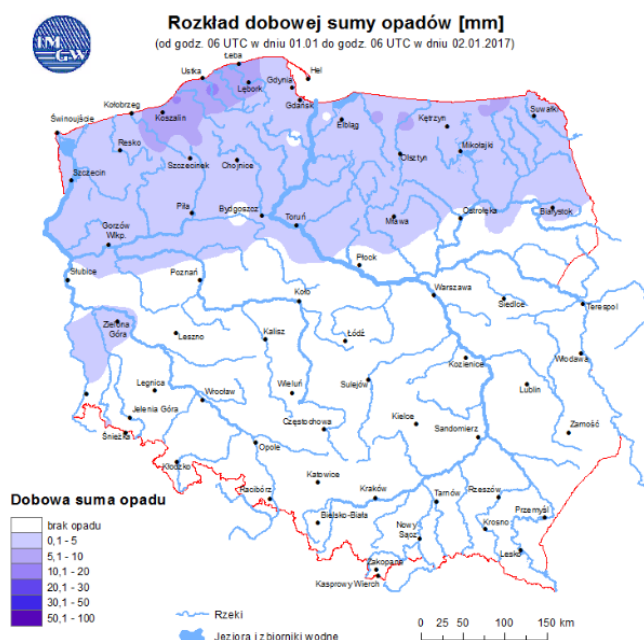 IM
GW
Rozkład dobowej sumy opadów [mm]
(od godz. 06 UTC w dniu 01.01 do godz. 06 UTC w dniu 02.01.2017)
Łeba
Ustka
Hel
Gdynia
Lębork
Gdańsk
Kołobrzeg
Koszalin
Świnoujście
Suwałki
Kętrzyn
Elbląg
Resko
Mikołajki
Szczecinek
Chojnice
Olsztyn
Szczecin
Piła
Bydgoszcz
Toruń
Mława
Ostrołęka
Białystok
Gorzów
Wlkp.
Płock
Słubice
Poznań
Koło
Warszawa
Siedlce
Terespol
Zielona
Góra
Leszno
Kalisz
Łódź
Kozienice
Włodawa
Legnica
Wrocław
Wieluń
Sulejów
Lublin
Jelenia Góra
Śnieżka
Częstochowa
Kielce
Sandomierz
Zamość
Opole
Kłodzko
Racibórz
Katowice
Kraków
Tarnów
Rzeszów
Przemyśl
Bielsko-Biała
Nowy
Sącz
Krosno
Lesko
Zakopane
Kasprowy Wierch
Dobowa suma opadu
brak opadu
0,1 - 5
5,1 - 10
10,1 - 20
20,1 - 30
30,1 - 50
50,1 - 100
Rzeki
Jeziora i zbiorniki wodne
0 25 50 100 150 km